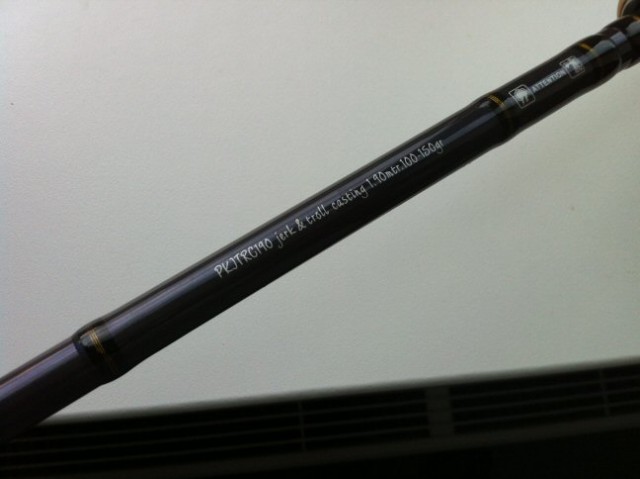 PKJTRC190 jerk & troll casting 1.90mtr.100-150gr
ATTENTION